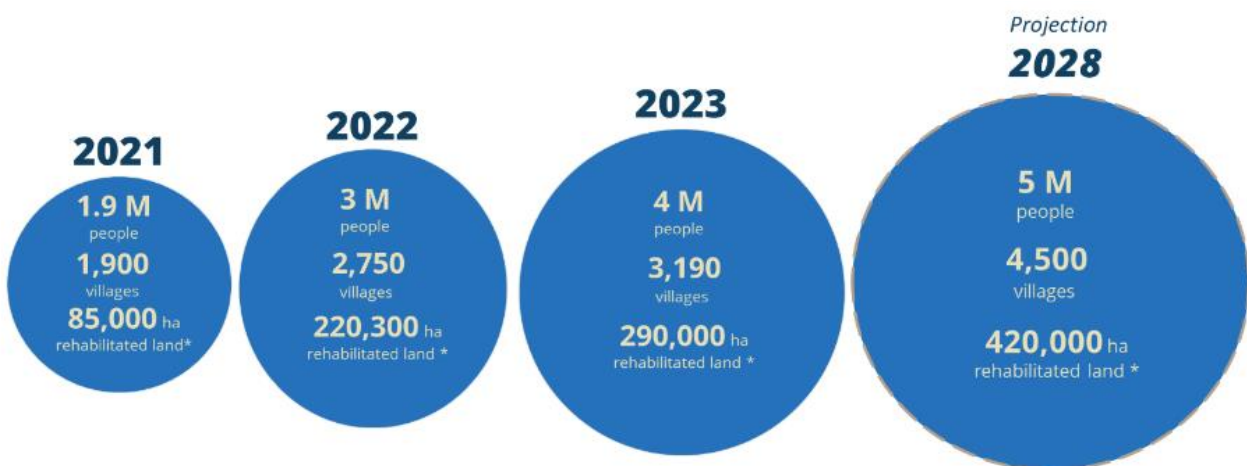 2021
1.9 M
people
1,900
villages
85,000 ha
rehabilitated land*
2022
3 M
people
2,750
villages
220,300 ha
rehabilitated land *
2023
4 M
people
3,190
villages
290,000 ha
rehabilitated land *
Projection
2028
5 M
people
4,500
villages
420,000 ha
rehabilitated land *